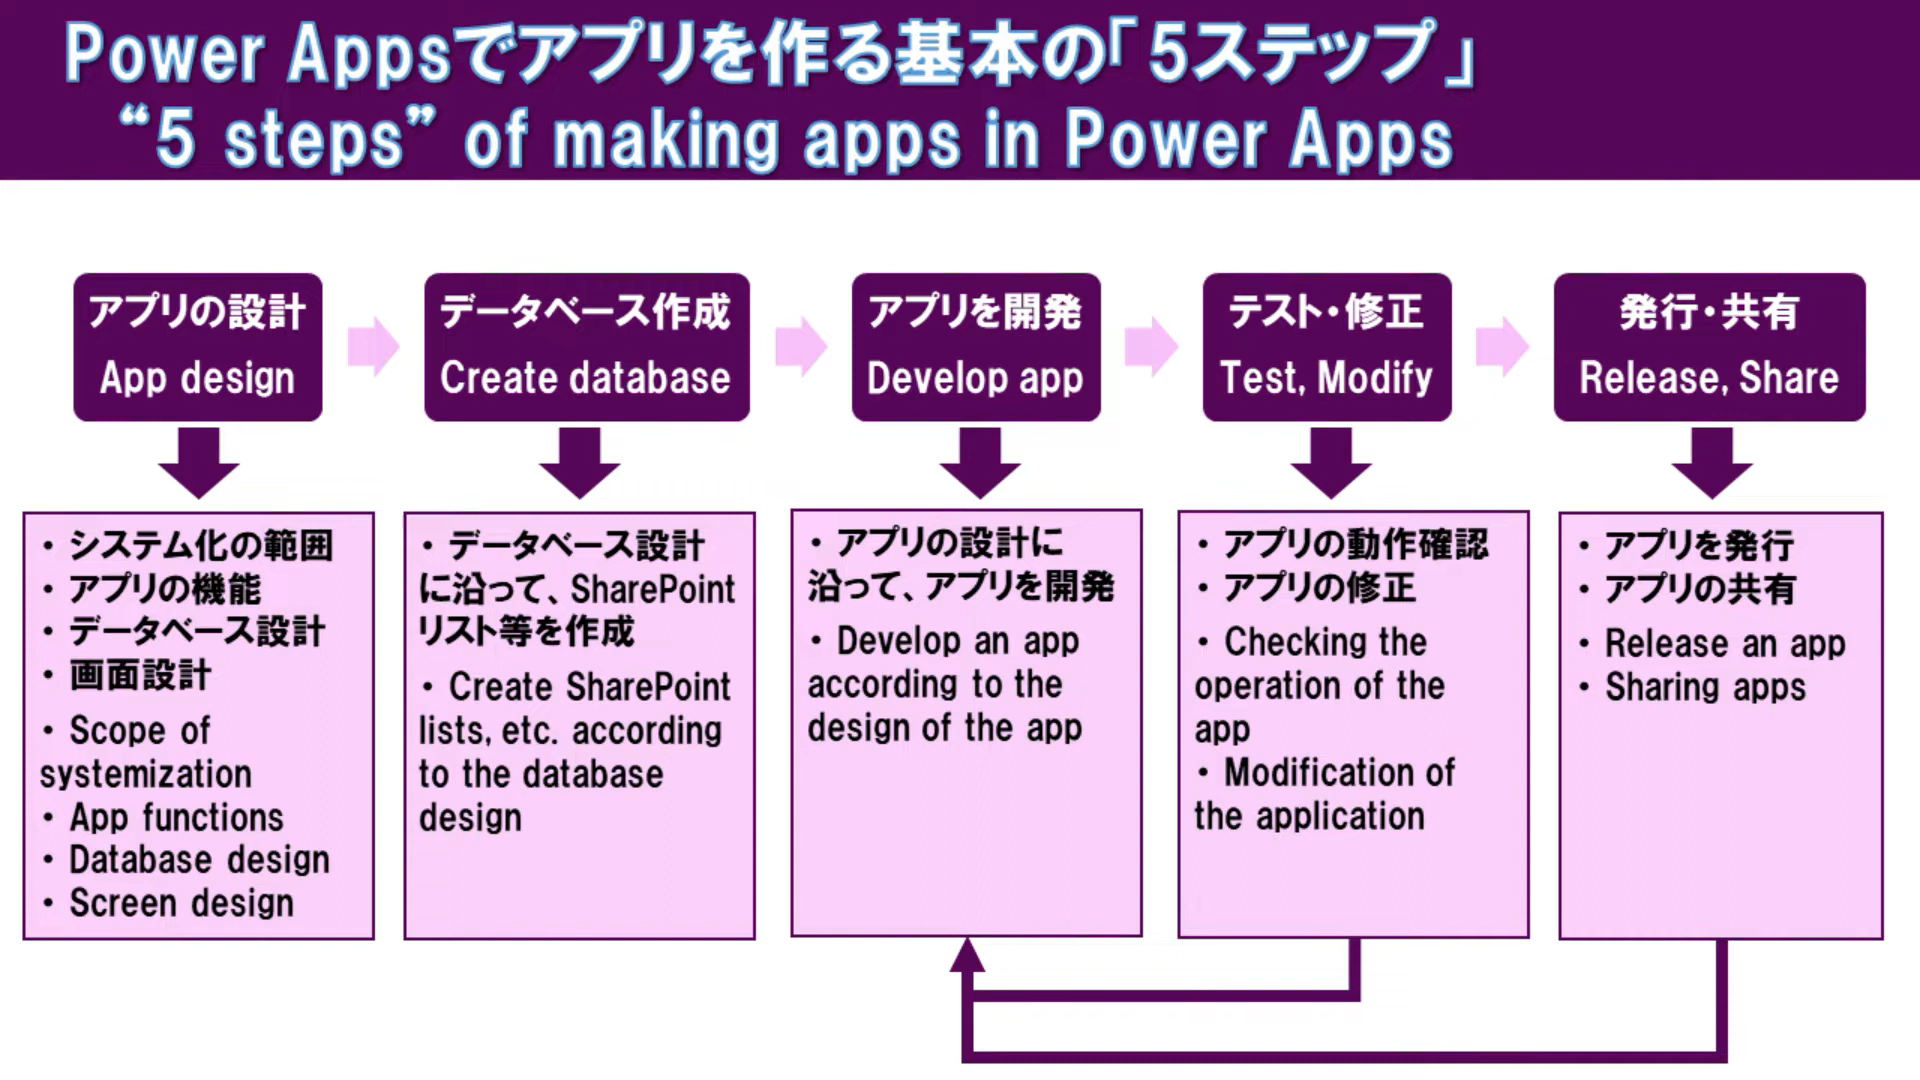 Power Appsでアプリを作る基本の「5ステップ」
“5 steps” of making apps in Power Apps
アプリの設計
App design
データベース作成
Create database
アプリを開発
Develop app
テスト・修正
Test, Modify
発行・共有
Release, Share
・システム化の範囲
・アプリの機能
・データベース設計
・画面設計
・Scope of
systemization
・App functions
・Database design
・Screen design
・データベース設計
に沿って、SharePoint
リスト等を作成
・Create SharePoint
lists, etc. according
to the database
design
・アプリの設計に
沿って、アプリを開発
・Develop an app
according to the
design of the app
・アプリの動作確認
・アプリの修正
・Checking the
operation of the
app
・Modification of
the application
・アプリを発行
・アプリの共有
・Release an app
・Sharing apps